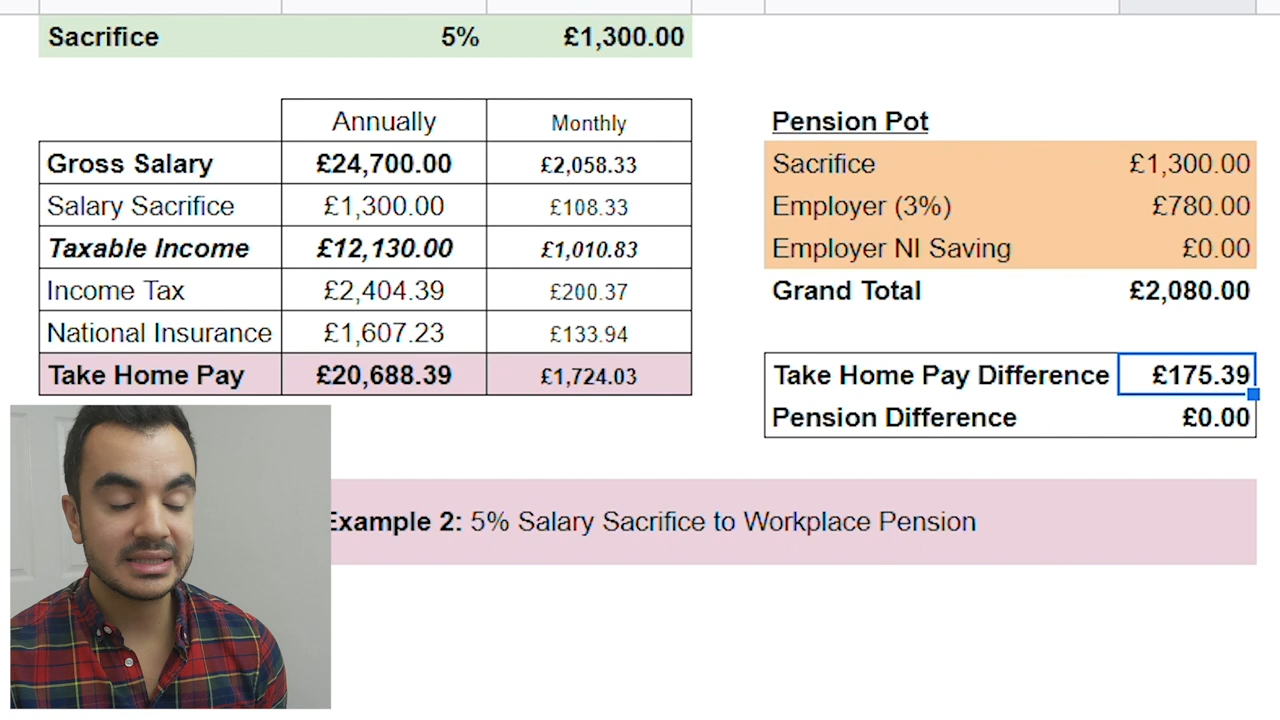 Sacrifice 5% £1,300.00
Annually Monthly
Gross Salary £24,700.00 £2,058.33
Salary Sacrifice £1,300.00 £108.33
Taxable Income £12,130.00 £1,010.83
Income Tax £2,404.39 £200.37
National Insurance £1,607.23 £133.94
Take Home Pay £20,688.39 £1,724.03
Pension Pot
Sacrifice £1,300.00
Employer (3%) £780.00
Employer NI Saving £0.00
Grand Total £2,080.00
Take Home Pay Difference £175.39
Pension Difference £0.00
Example 2: 5% Salary Sacrifice to Workplace Pension